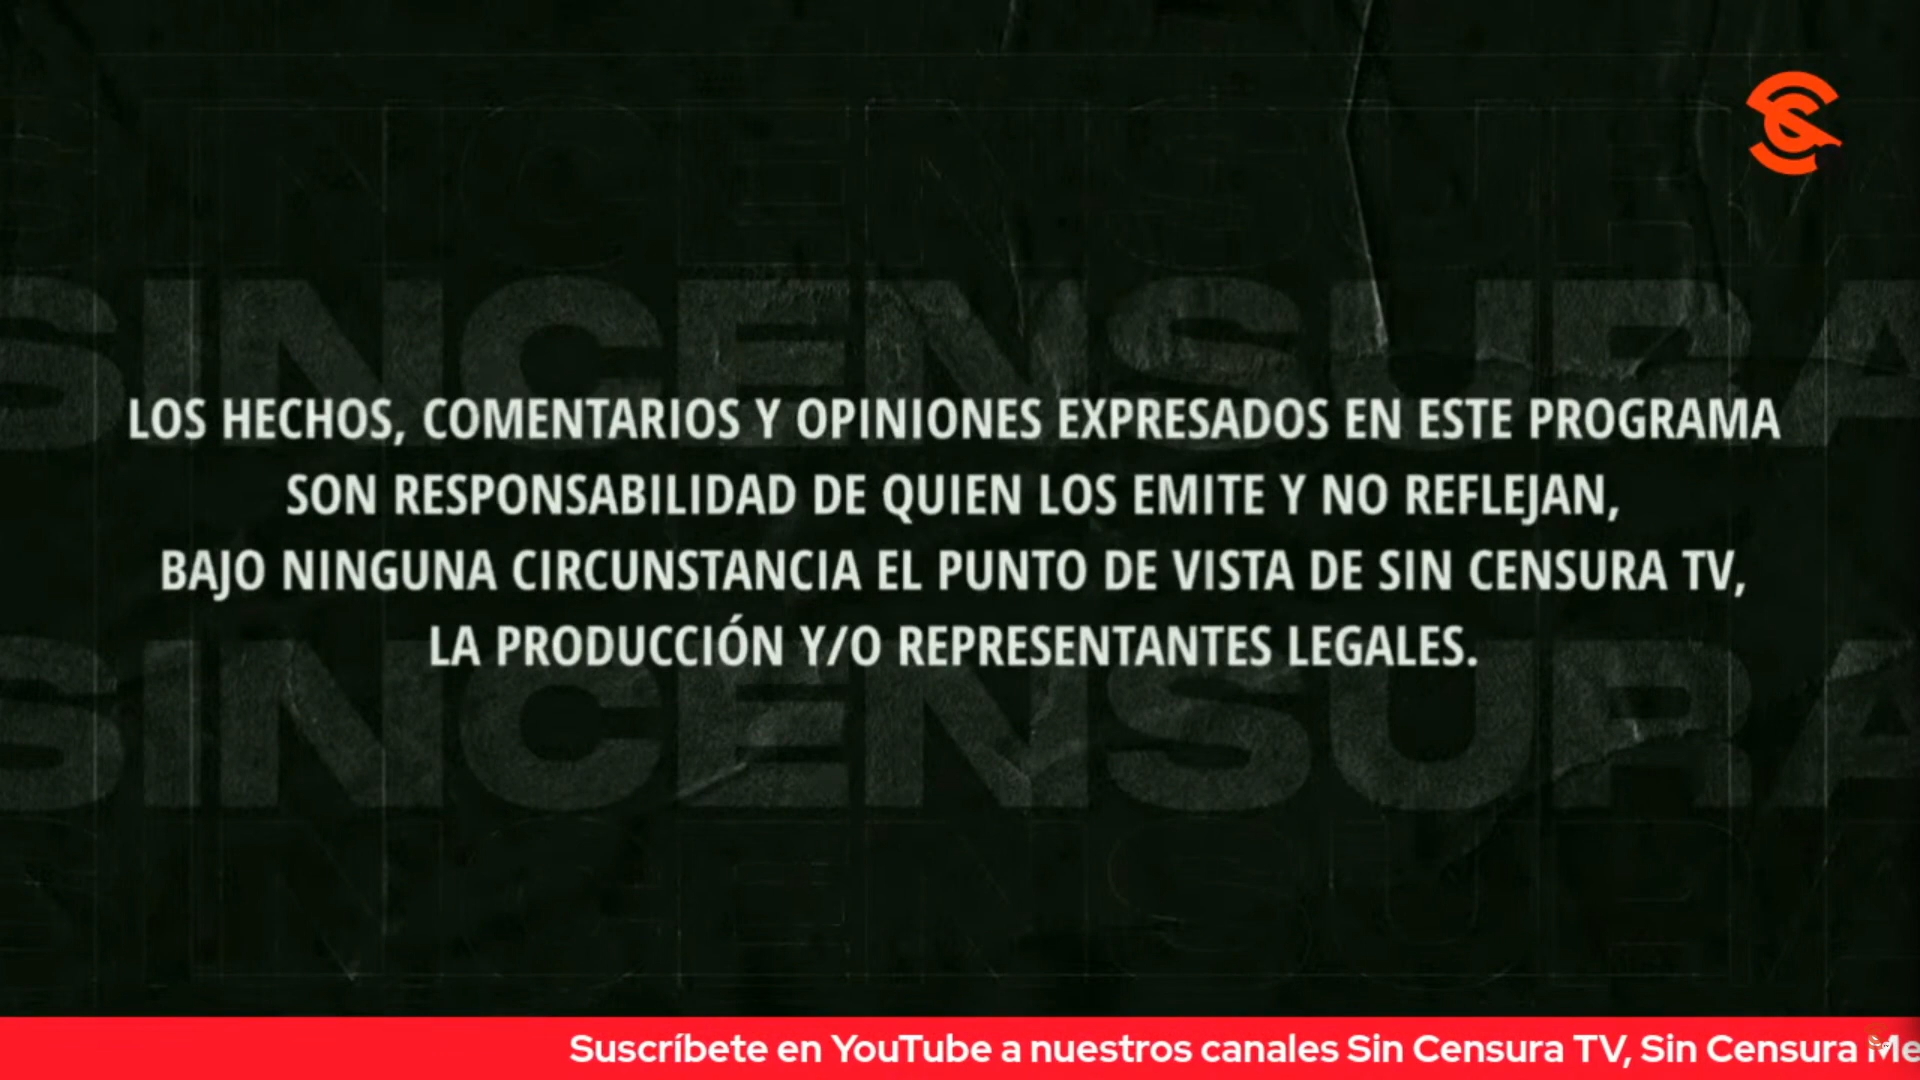 SINCENSURA
LOS HECHOS, COMENTARIOS Y OPINIONES EXPRESADOS EN ESTE PROGRAMA
SON RESPONSABILIDAD DE QUIEN LOS EMITE Y NO REFLEJAN,
BAJO NINGUNA CIRCUNSTANCIA EL PUNTO DE VISTA DE SIN CENSURA TV,
LA PRODUCCIÓN Y/O REPRESENTANTES LEGALES.
SINCENSURA
Suscríbete en YouTube a nuestros canales Sin Censura TV, Sin Censura